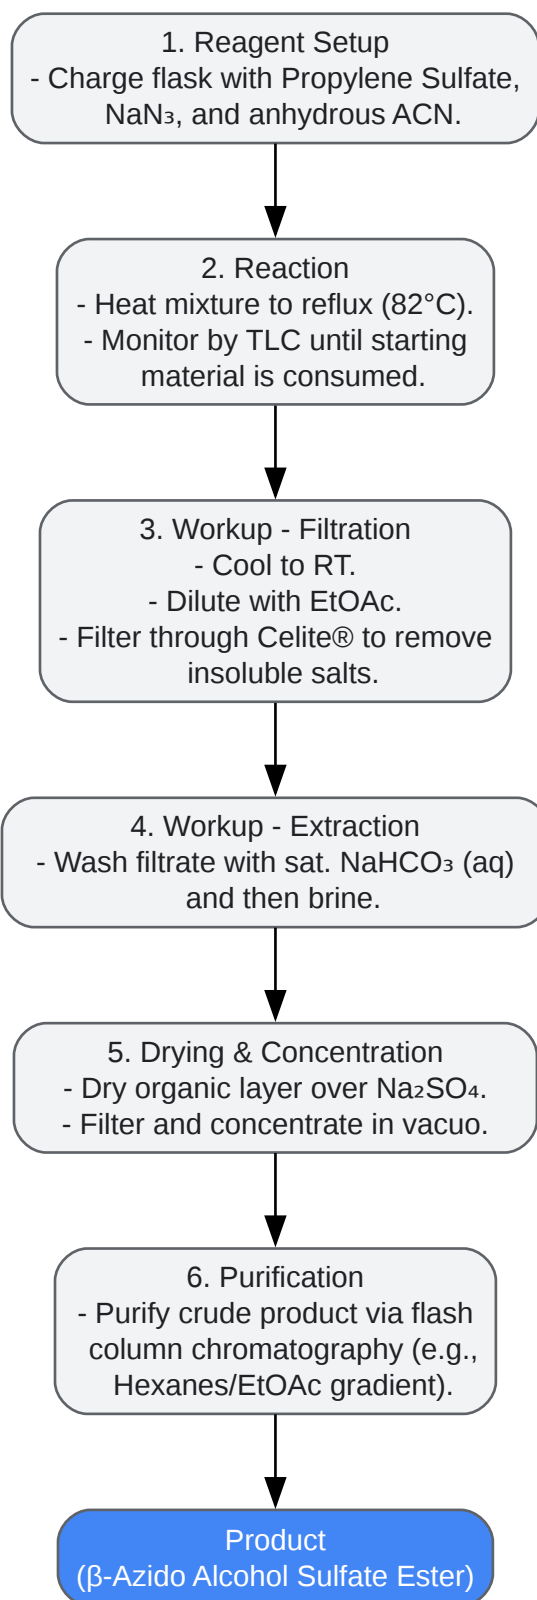 1. Reagent Setup
- Charge flask with Propylene Sulfate,
NaN₃, and anhydrous ACN.
2. Reaction
- Heat mixture to reflux (82°C).
- Monitor by TLC until starting
material is consumed.
3. Workup - Filtration
- Cool to RT.
- Dilute with EtOAc.
- Filter through Celite® to remove
insoluble salts.
4. Workup - Extraction
- Wash filtrate with sat. NaHCO₃ (aq)
and then brine.
5. Drying & Concentration
- Dry organic layer over Na₂SO₄.
- Filter and concentrate in vacuo.
6. Purification
- Purify crude product via flash
column chromatography (e.g.,
Hexanes/EtOAc gradient).
Product
(β-Azido Alcohol Sulfate Ester)